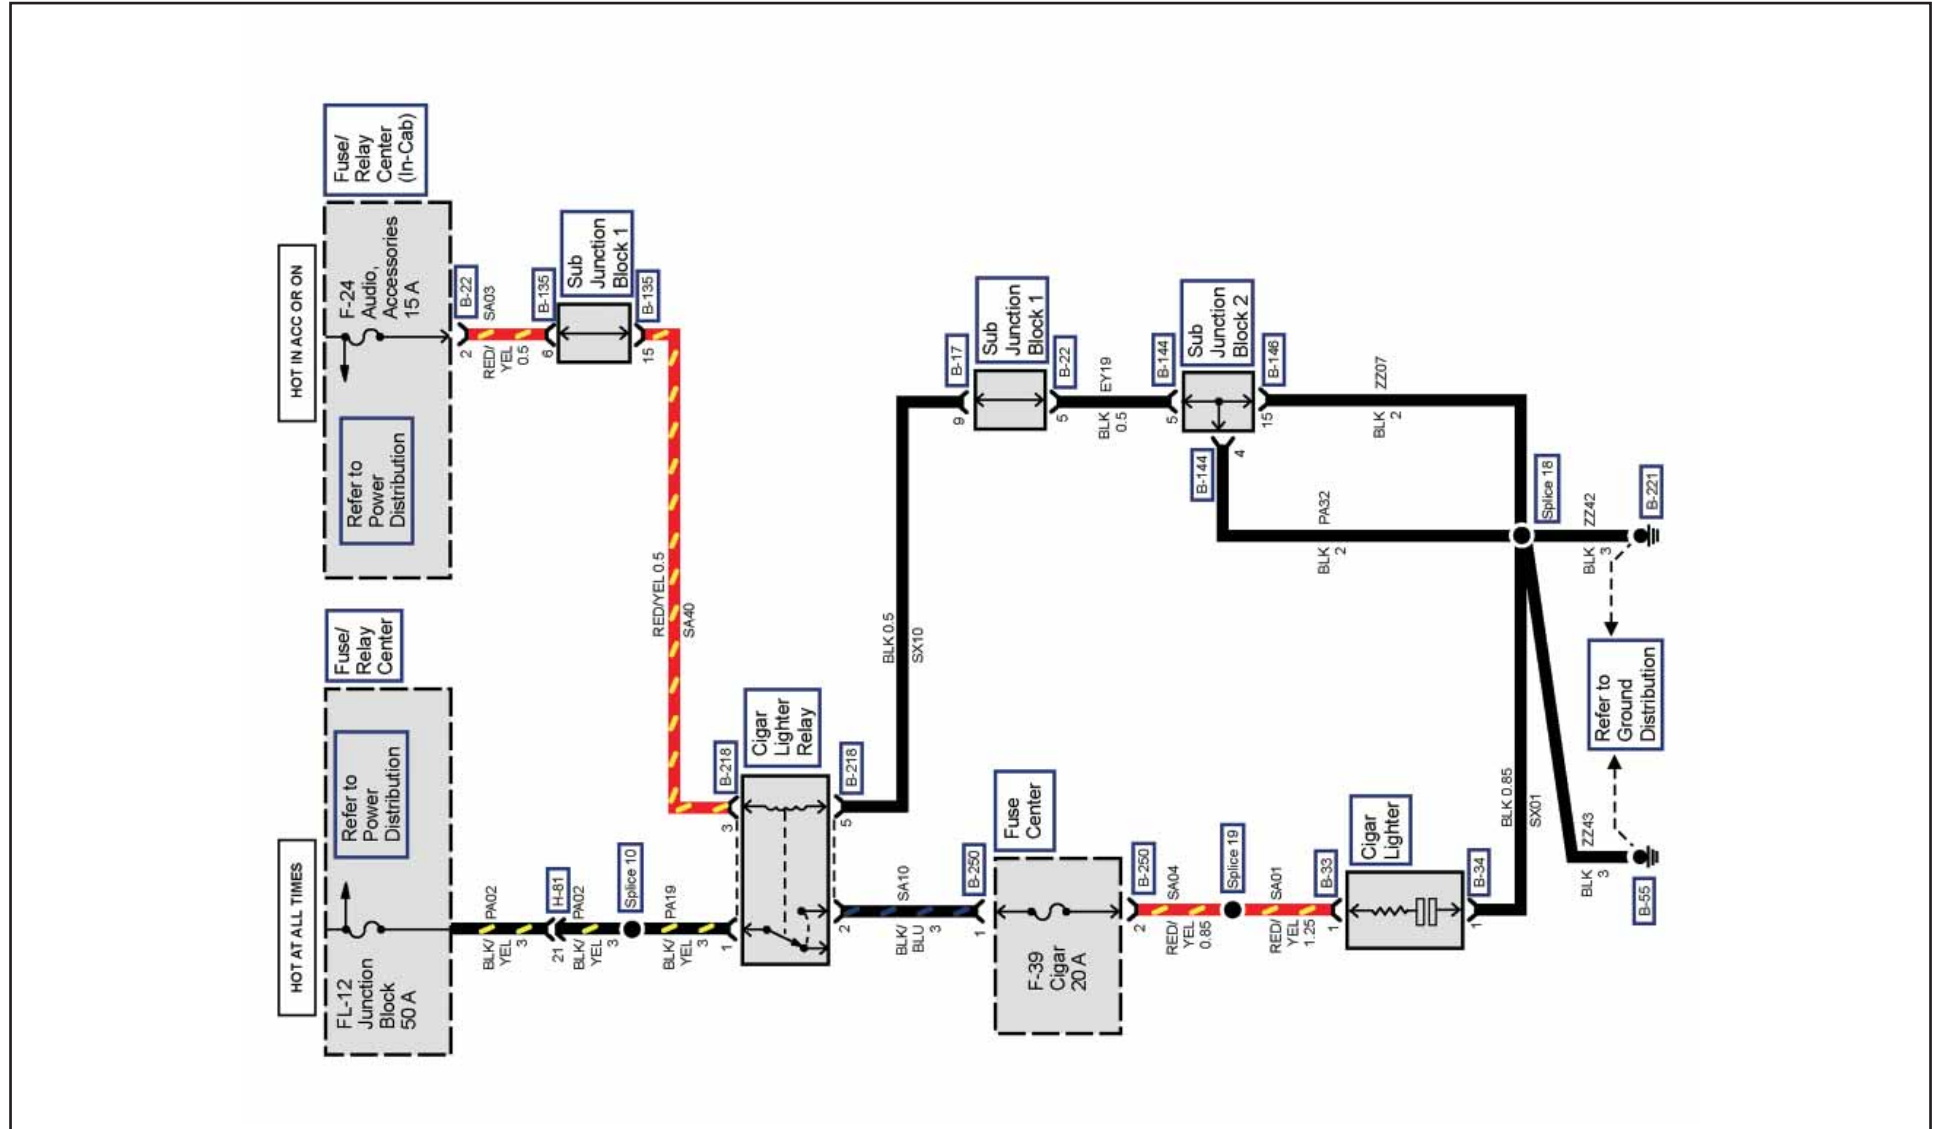 HOT AT ALL TIMES
FL-12
Junction
Block
50 A
Refer to
Power
Distribution
Fuse/
Relay
Center
HOT IN ACC OR ON
Refer to
Power
Distribution
F-24
Audio,
Accessories
15 A
Fuse/
Relay
Center
(In-Cab)
BLK/
YEL
3
PA02
21
H-81
BLK/
YEL
3
PA02
Splice 10
BLK/
YEL
3
PA19
1
2
B-22
RED/
YEL
0.5
SA03
6
B-135
Sub
Junction
Block 1
15
B-135
RED/YEL 0.5
SA40
3
B-218
Cigar
Lighter
Relay
2
5
B-218
BLK/
BLU
3
SA10
1
B-250
BLK 0.5
SX10
9
B-17
Sub
Junction
Block 1
5
B-22
BLK
0.5
EY19
5
B-144
Sub
Junction
Block 2
B-144
4
15
B-146
F-39
Cigar
20 A
Fuse
Center
2
B-250
RED/
YEL
0.85
SA04
Splice 19
RED/
YEL
1.25
SA01
1
B-33
Cigar
Lighter
1
B-34
BLK
2
PA32
BLK
2
ZZ07
BLK 0.85
SX01
Splice 18
BLK
3
ZZ43
B-55
BLK
3
ZZ42
B-221
Refer to
Ground
Distribution